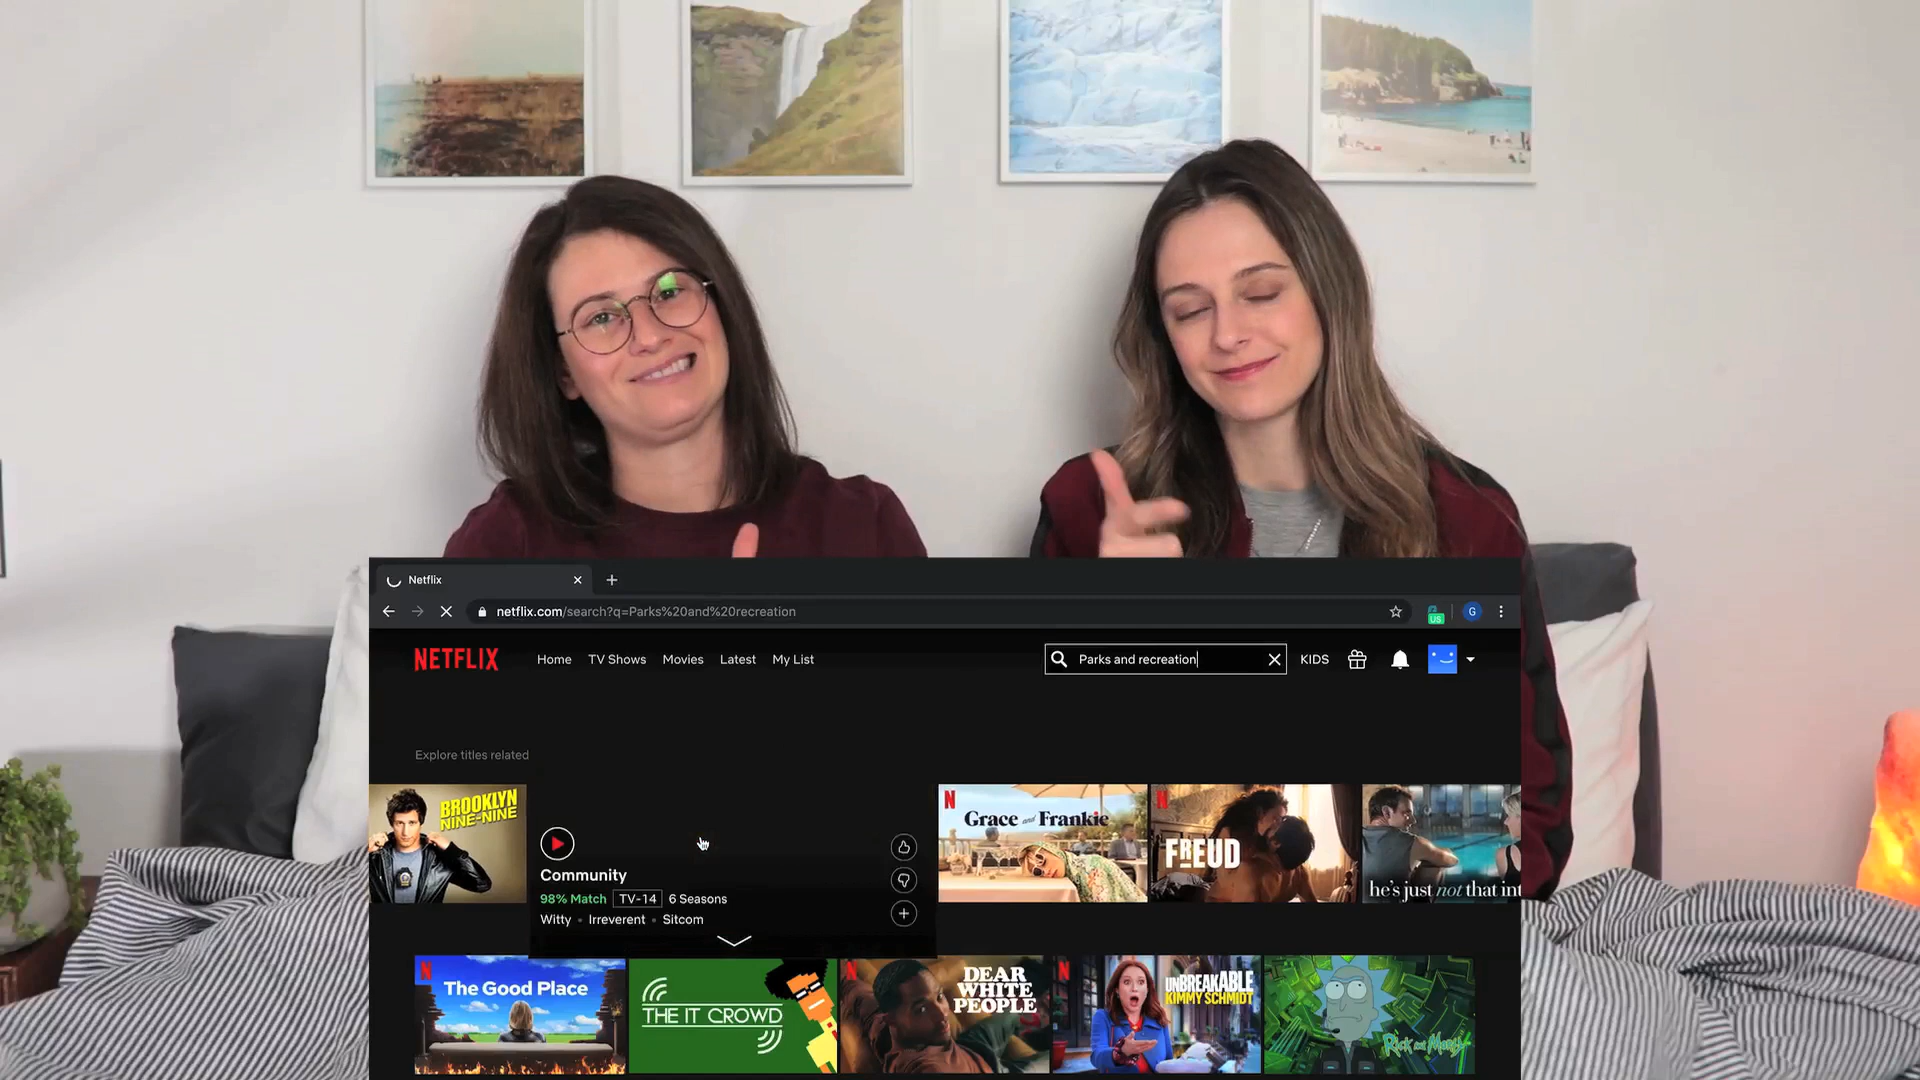 Netflix
netflix.com/search?q=Parks%20and%20recreation
US
G
NETFLIX
Home
TV Shows
Movies
Latest
My List
Parks and recreation
KIDS
Explore titles related
BROOKLYN
NINE-NINE
Community
98% Match
TV-14
6 Seasons
Witty • Irreverent • Sitcom
N
Grace and Frankie
N
FREUD
he's just not that int
N
The Good Place
THE IT CROWD
N
DEAR
WHITE
PEOPLE
N
UNBREAKABLE
KIMMY SCHMIDT
Rick and Morty